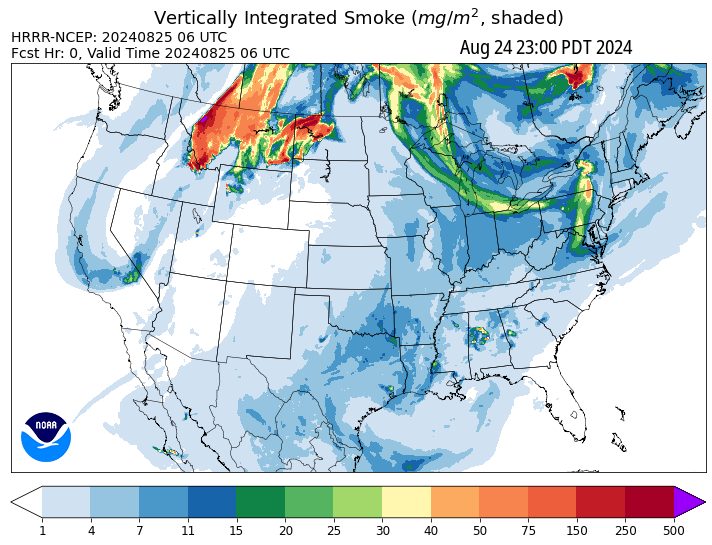 Vertically Integrated Smoke (mg/m², shaded)
HRRR-NCEP: 20240825 06 UTC
Fcst Hr: 0, Valid Time 20240825 06 UTC
Aug 24 23:00 PDT 2024
NOAA
1 4 7 11 15 20 25 30 40 50 75 150 250 500